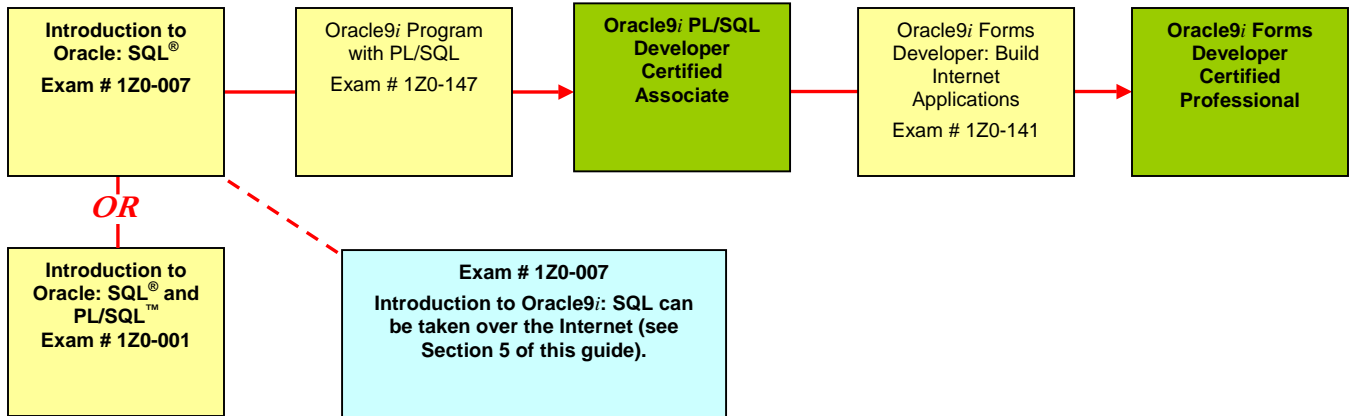 Introduction to
Oracle: SQL®
Exam # 1Z0-007
Oracle9i Program
with PL/SQL
Exam # 1Z0-147
Oracle9i PL/SQL
Developer
Certified
Associate
Oracle9i Forms
Developer: Build
Internet
Applications
Exam # 1Z0-141
Oracle9i Forms
Developer
Certified
Professional
OR
Introduction to
Oracle: SQL® and
PL/SQL™
Exam # 1Z0-001
Exam # 1Z0-007
Introduction to Oracle9i: SQL can
be taken over the Internet (see
Section 5 of this guide).